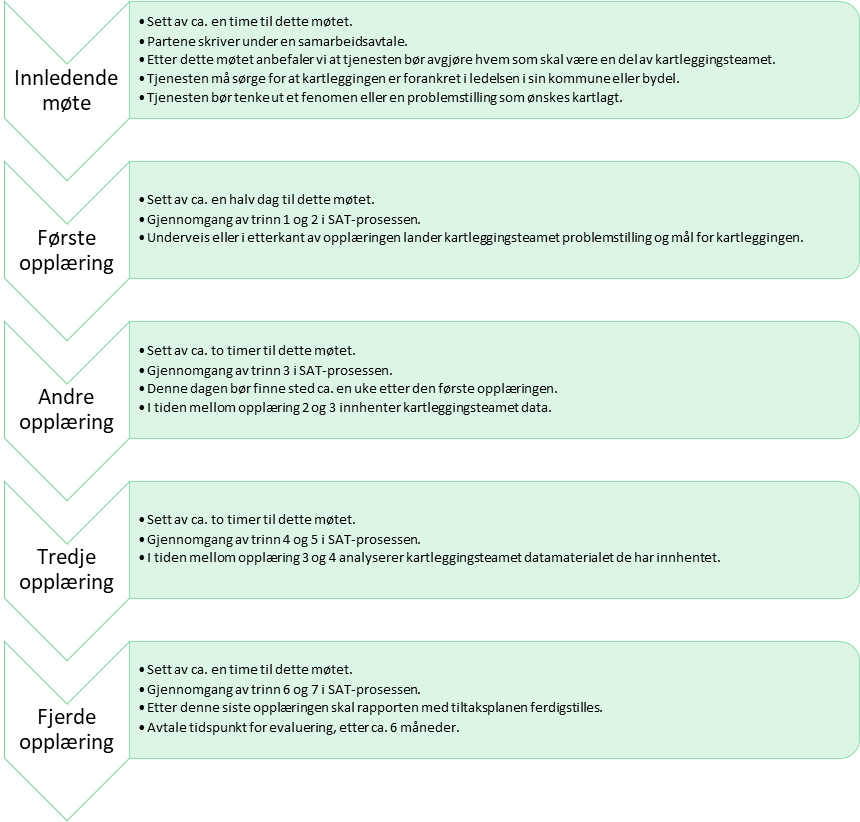 Innledende
møte
• Sett av ca. en time til dette møtet.
• Partene skriver under en samarbeidsavtale.
• Etter dette møtet anbefaler vi at tjenesten bør avgjøre hvem som skal være en del av kartleggingsteamet.
• Tjenesten må sørge for at kartleggingen er forankret i ledelsen i sin kommune eller bydel.
• Tjenesten bør tenke ut et fenomen eller en problemstilling som ønskes kartlagt.
Første
opplæring
• Sett av ca. en halv dag til dette møtet.
• Gjennomgang av trinn 1 og 2 i SAT-prosessen.
• Underveis eller i etterkant av opplæringen lander kartleggingsteamet problemstilling og mål for kartleggingen.
Andre
opplæring
• Sett av ca. to timer til dette møtet.
• Gjennomgang av trinn 3 i SAT-prosessen.
• Denne dagen bør finne sted ca. en uke etter den første opplæringen.
• I tiden mellom opplæring 2 og 3 innhenter kartleggingsteamet data.
Tredje
opplæring
• Sett av ca. to timer til dette møtet.
• Gjennomgang av trinn 4 og 5 i SAT-prosessen.
• I tiden mellom opplæring 3 og 4 analyserer kartleggingsteamet datamaterialet de har innhentet.
Fjerde
opplæring
• Sett av ca. en time til dette møtet.
• Gjennomgang av trinn 6 og 7 i SAT-prosessen.
• Etter denne siste opplæringen skal rapporten med tiltaksplanen ferdigstilles.
• Avtale tidspunkt for evaluering, etter ca. 6 måneder.